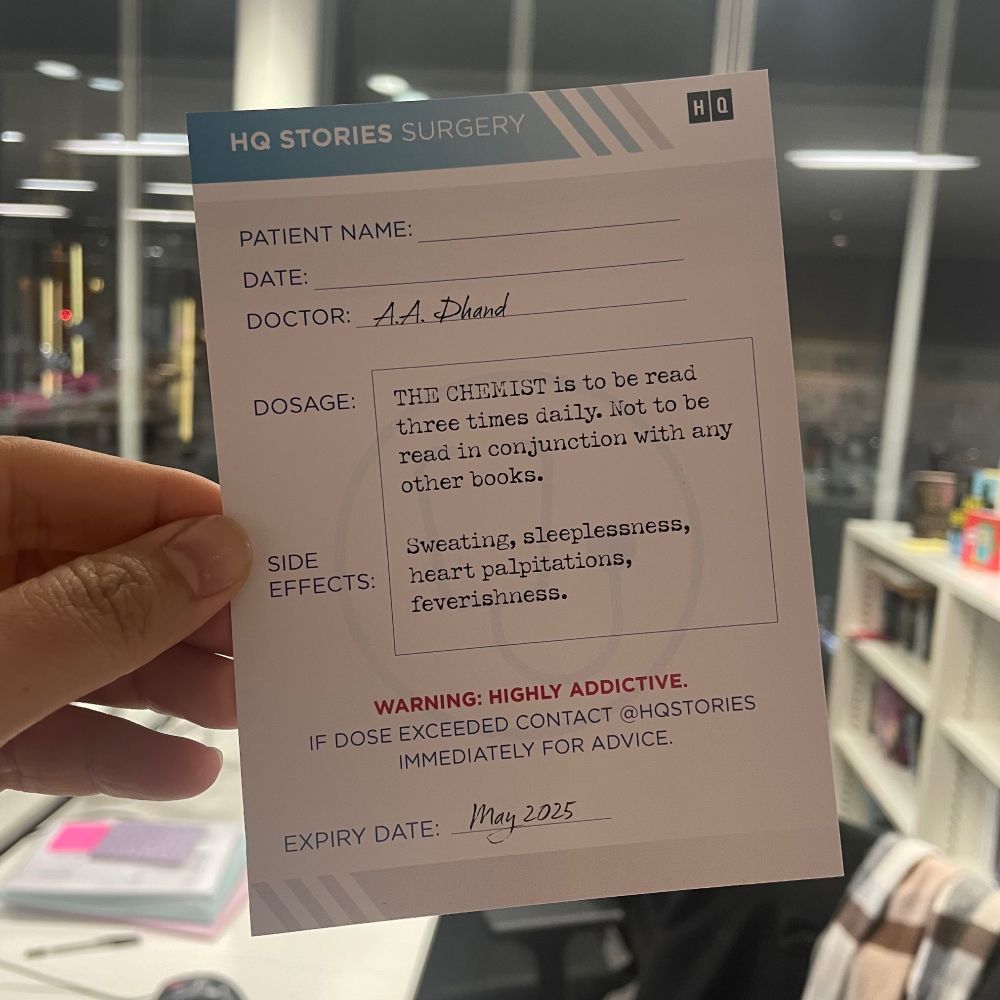 HQ STORIES SURGERY
H Q
PATIENT NAME:
DATE:
DOCTOR: A.A. Dhand
DOSAGE: THE CHEMIST is to be read
three times daily. Not to be
read in conjunction with any
other books.
SIDE
EFFECTS:
Sweating, sleeplessness,
heart palpitations,
feverishness.
WARNING: HIGHLY ADDICTIVE.
IF DOSE EXCEEDED CONTACT @HQSTORIES
IMMEDIATELY FOR ADVICE.
EXPIRY DATE: May 2025